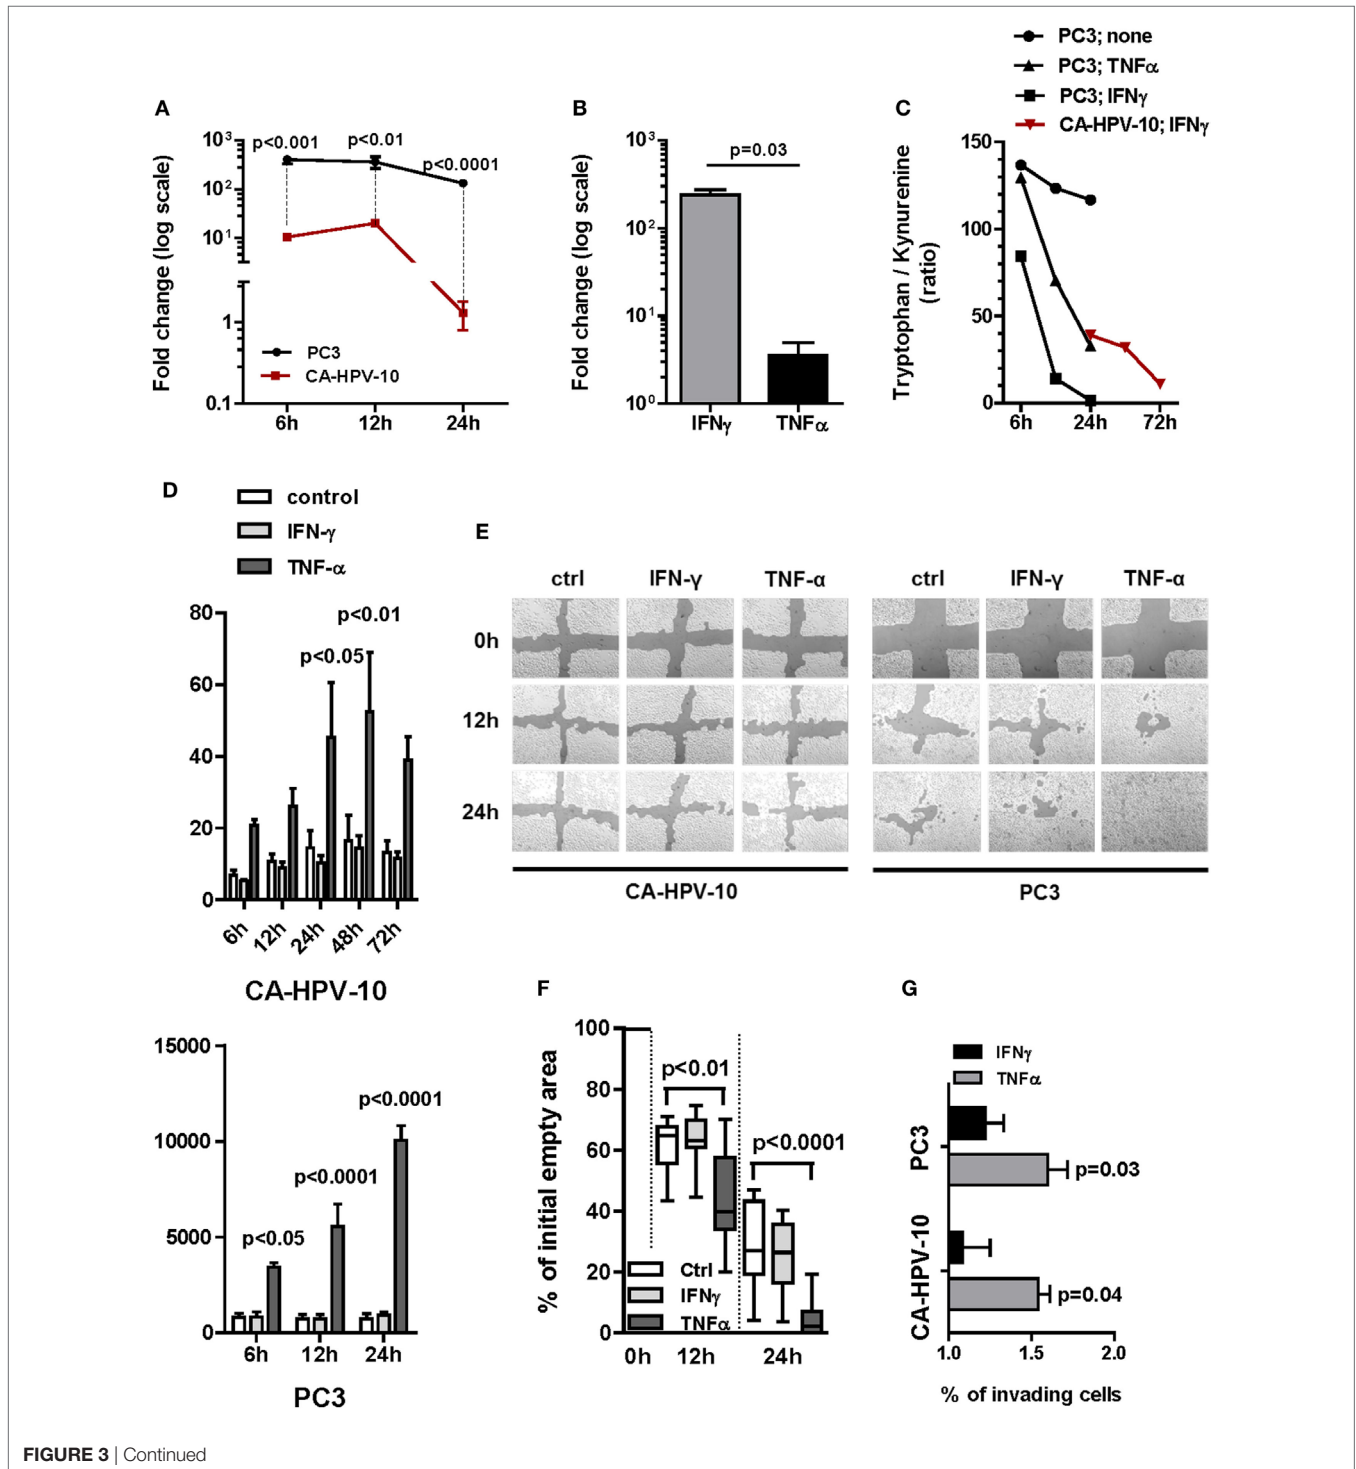 A
p<0.001
p<0.01
p<0.0001
Fold change (log scale)
10³
10²
10¹
1
0.1
PC3
CA-HPV-10
6h 12h 24h
B
p=0.03
Fold change (log scale)
10³
10²
10¹
10⁰
IFNγ TNFα
C
PC3; none
PC3; TNFα
PC3; IFNγ
CA-HPV-10; IFNγ
Tryptophan / Kynurenine
(ratio)
150
100
50
0
6h 24h 72h
D
control
IFN-γ
TNF-α
80
60
40
20
0
p<0.05
p<0.01
6h 12h 24h 48h 72h
CA-HPV-10
15000
10000
5000
0
p<0.05
p<0.0001
p<0.0001
6h 12h 24h
PC3
E
ctrl IFN-γ TNF-α ctrl IFN-γ TNF-α
0h
12h
24h
CA-HPV-10 PC3
F
% of initial empty area
100
80
60
40
20
0
p<0.01
p<0.0001
Ctrl
IFNγ
TNFα
0h 12h 24h
G
IFNγ
TNFα
PC3
p=0.03
CA-HPV-10
p=0.04
1.0 1.5 2.0
% of invading cells
FIGURE 3 | Continued